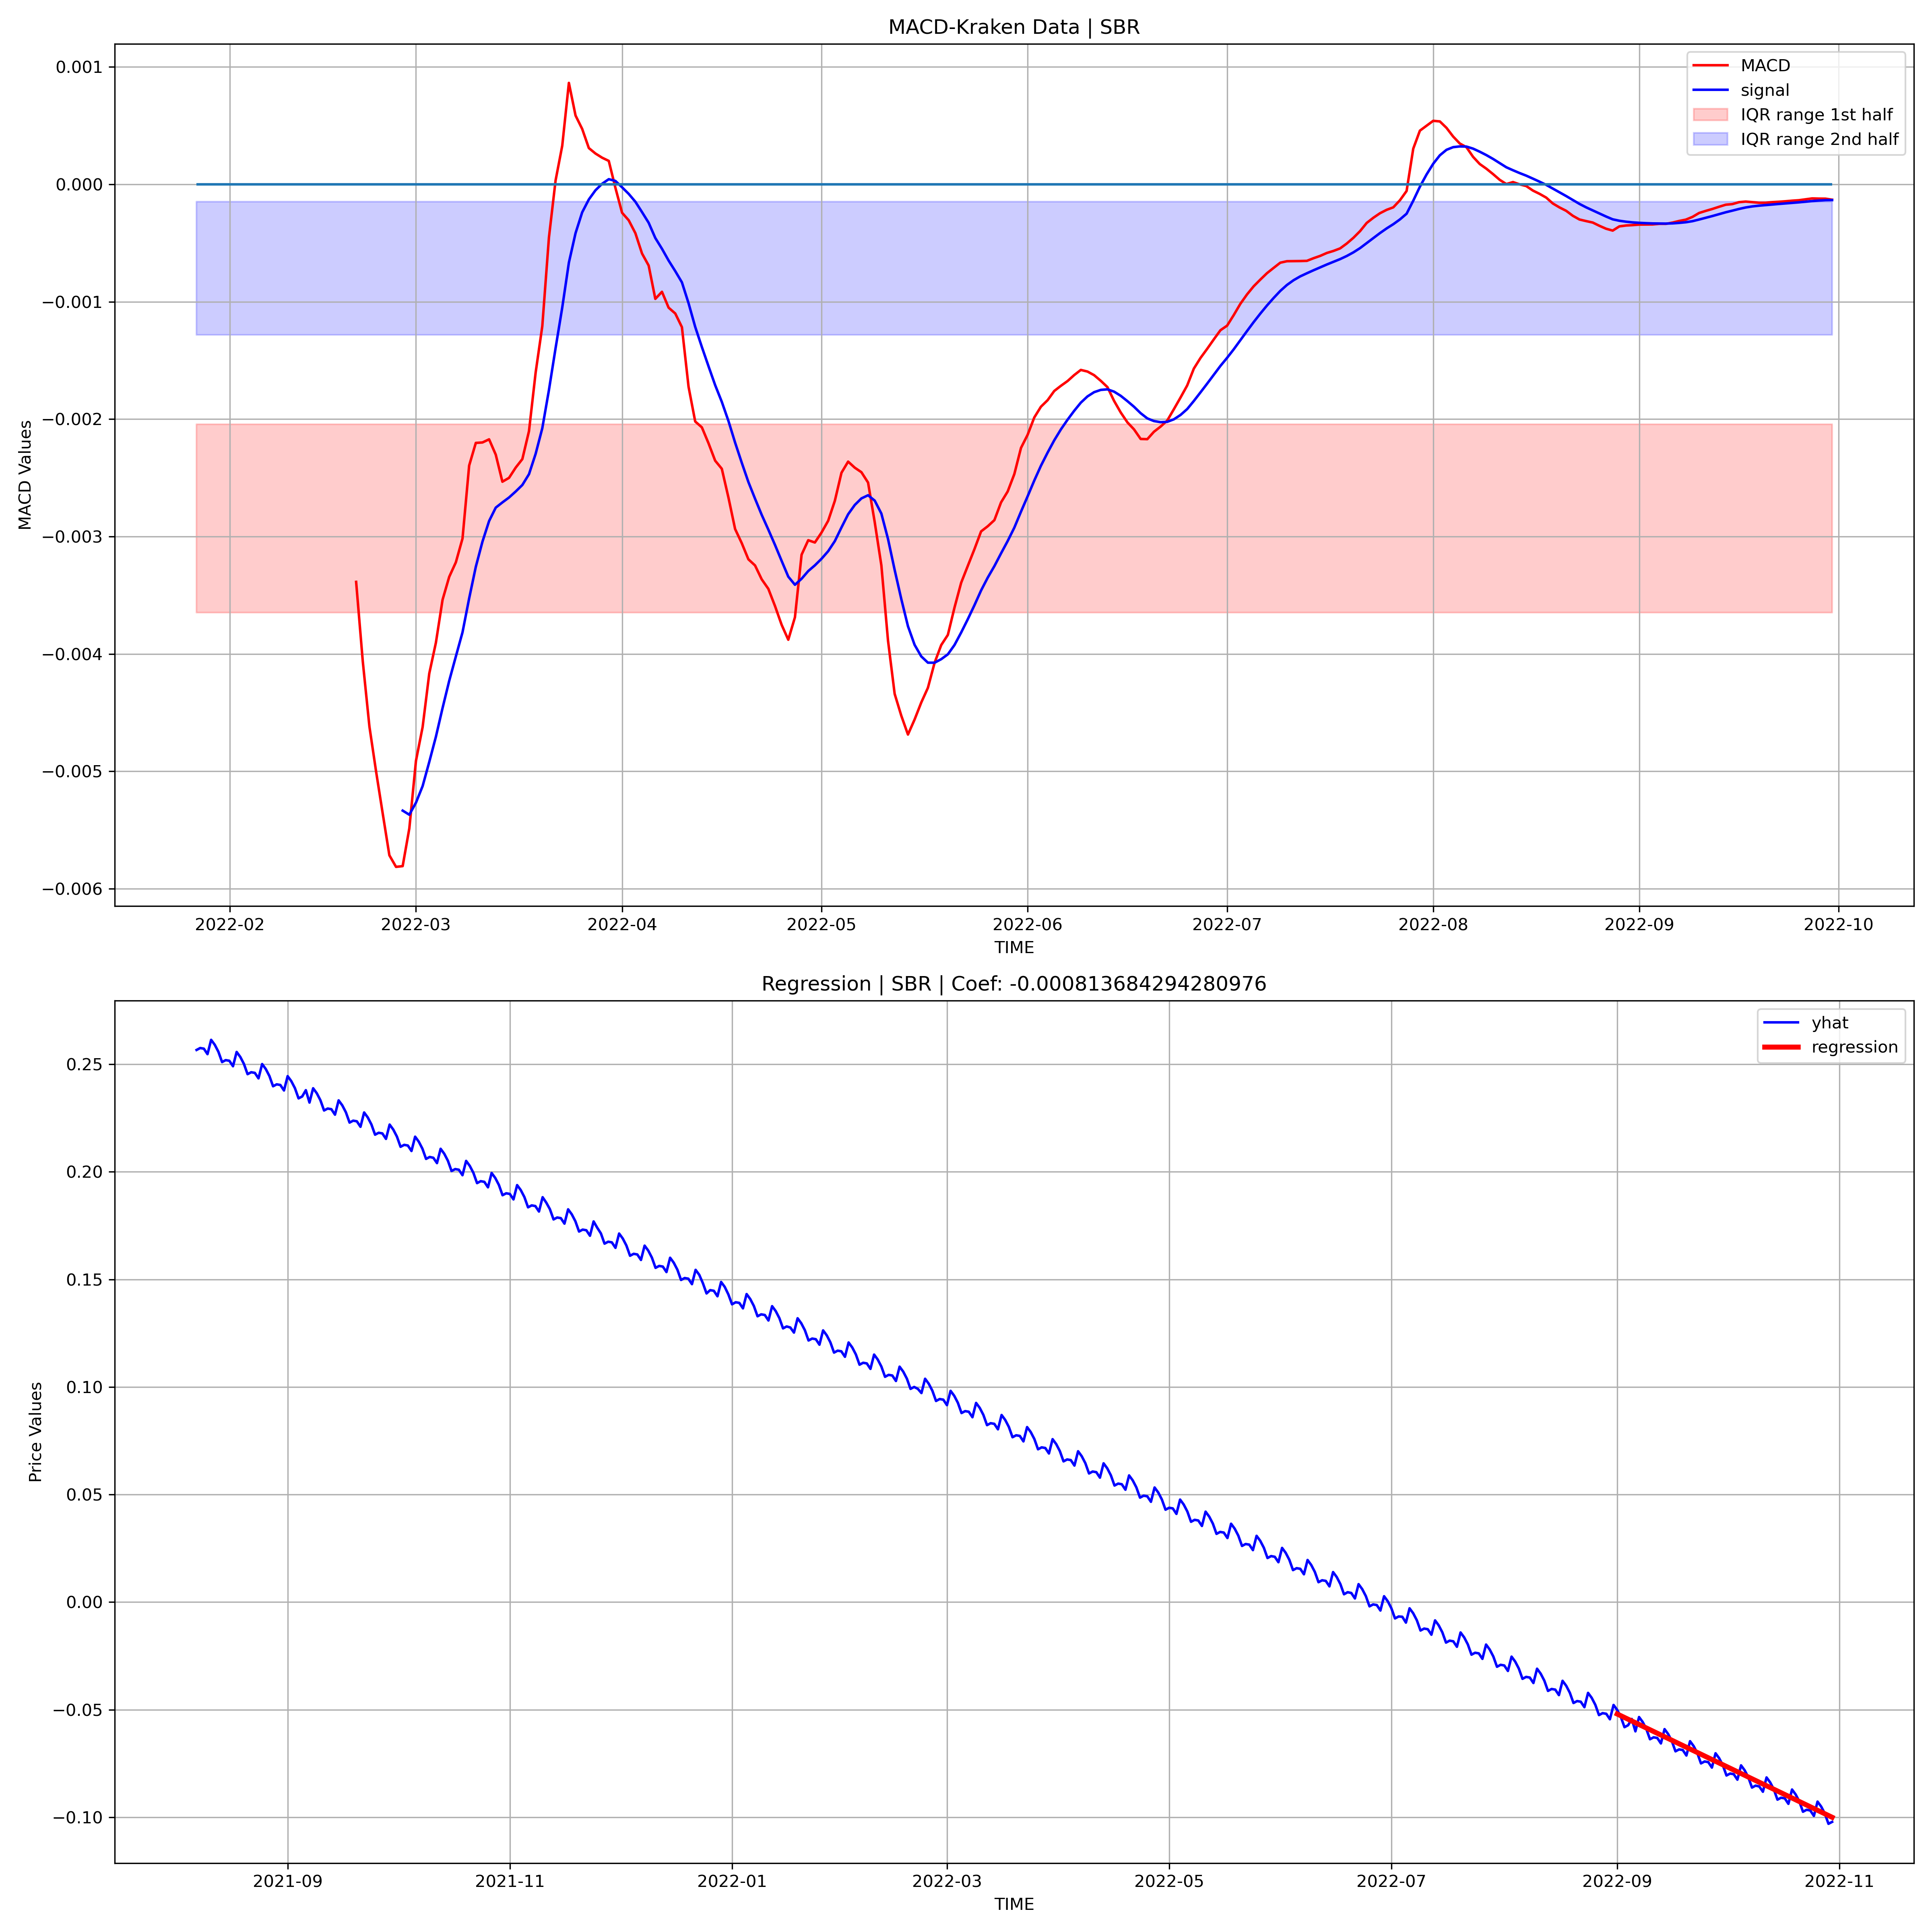 MACD-Kraken Data | SBR
MACD
signal
IQR range 1st half
IQR range 2nd half
0.001
0.000
−0.001
−0.002
−0.003
−0.004
−0.005
−0.006
MACD Values
2022-02 2022-03 2022-04 2022-05 2022-06 2022-07 2022-08 2022-09 2022-10
TIME
Regression | SBR | Coef: -0.000813684294280976
yhat
regression
0.25
0.20
0.15
0.10
0.05
0.00
−0.05
−0.10
Price Values
2021-09 2021-11 2022-01 2022-03 2022-05 2022-07 2022-09 2022-11
TIME